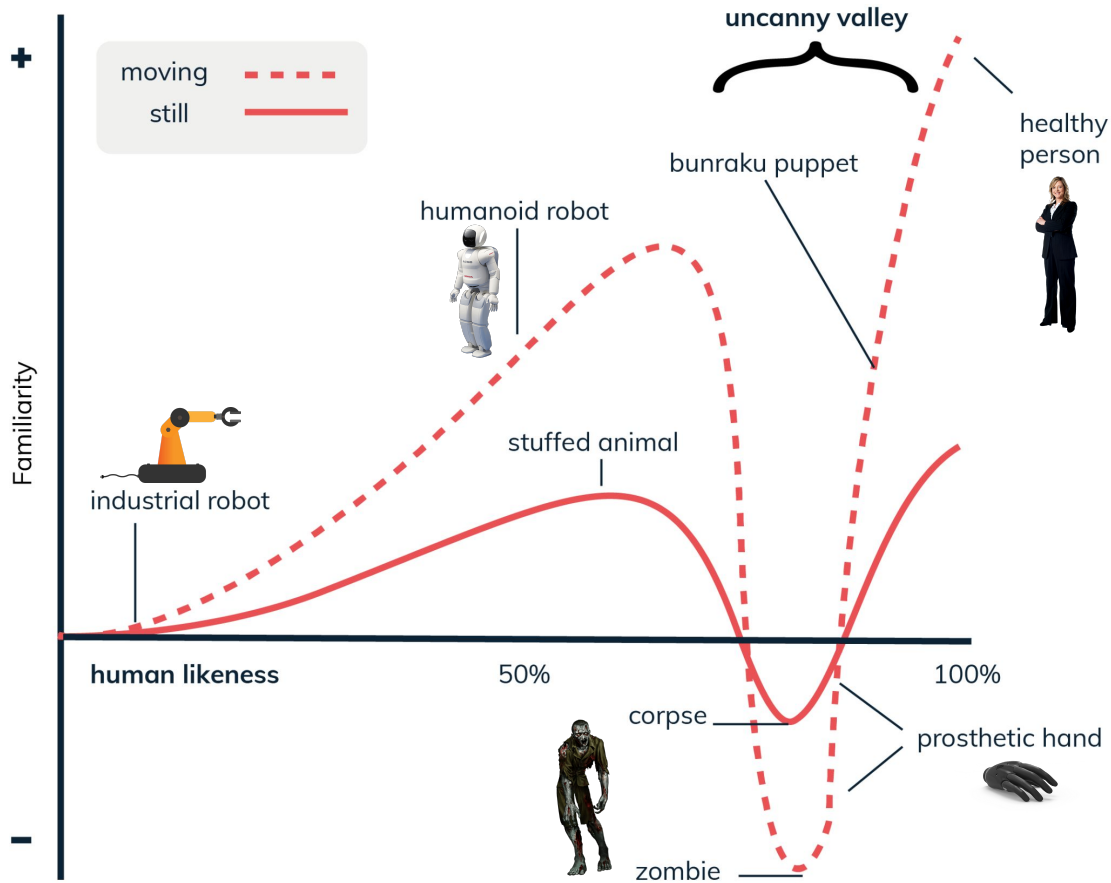 uncanny valley
+
moving
still
healthy
person
bunraku puppet
humanoid robot
Familiarity
stuffed animal
industrial robot
human likeness
50%
100%
corpse
prosthetic hand
−
zombie